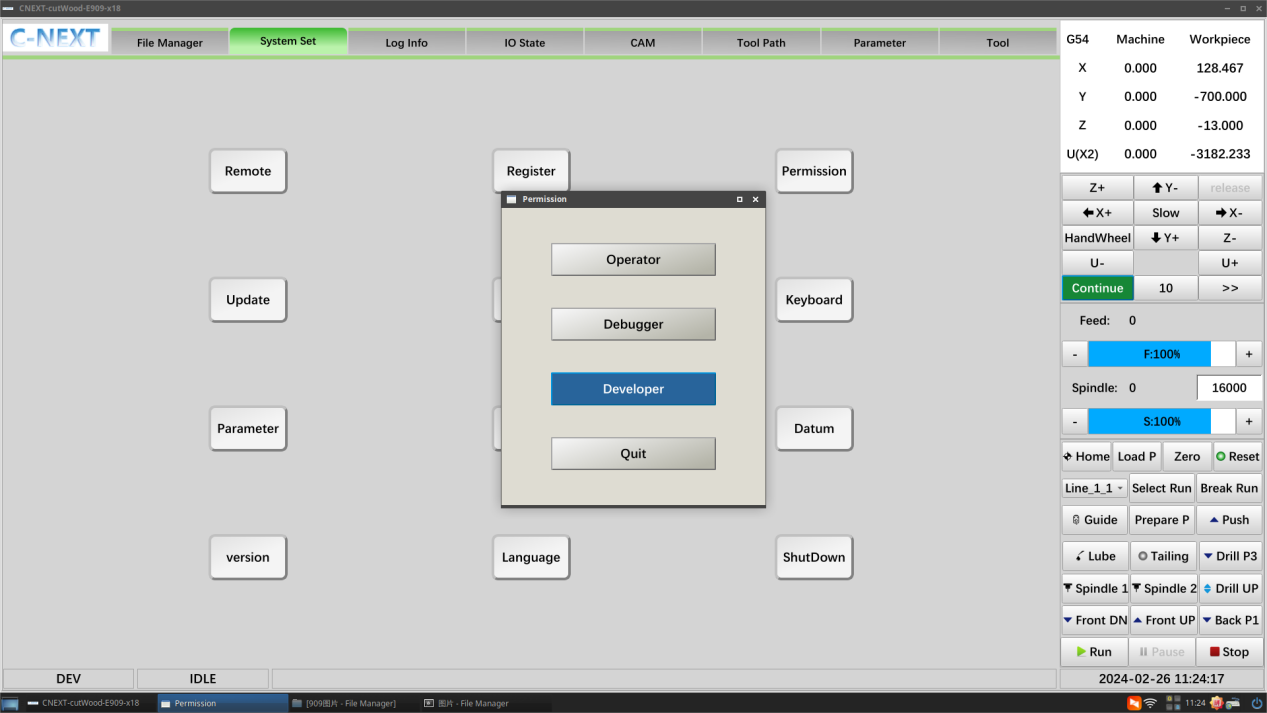 CNEXT-cutWood-E909-x18
C-NEXT
File Manager
System Set
Log Info
IO State
CAM
Tool Path
Parameter
Tool
G54 Machine Workpiece
X 0.000 128.467
Y 0.000 -700.000
Z 0.000 -13.000
U(X2) 0.000 -3182.233
Remote
Register
Permission
Update
Keyboard
Parameter
Datum
version
Language
ShutDown
Permission
Operator
Debugger
Developer
Quit
Z+ Y- release
X+ Slow X-
HandWheel Y+ Z-
U- U+
Continue 10 >>
Feed: 0
- F:100% +
Spindle: 0 16000
- S:100% +
Home Load P Zero Reset
Line_1_1 Select Run Break Run
Guide Prepare P Push
Lube Tailing Drill P3
Spindle 1 Spindle 2 Drill UP
Front DN Front UP Back P1
Run Pause Stop
DEV
IDLE
2024-02-26 11:24:17
CNEXT-cutWood-E909-x18
Permission
[909图片 - File Manager]
图片 - File Manager
11:24